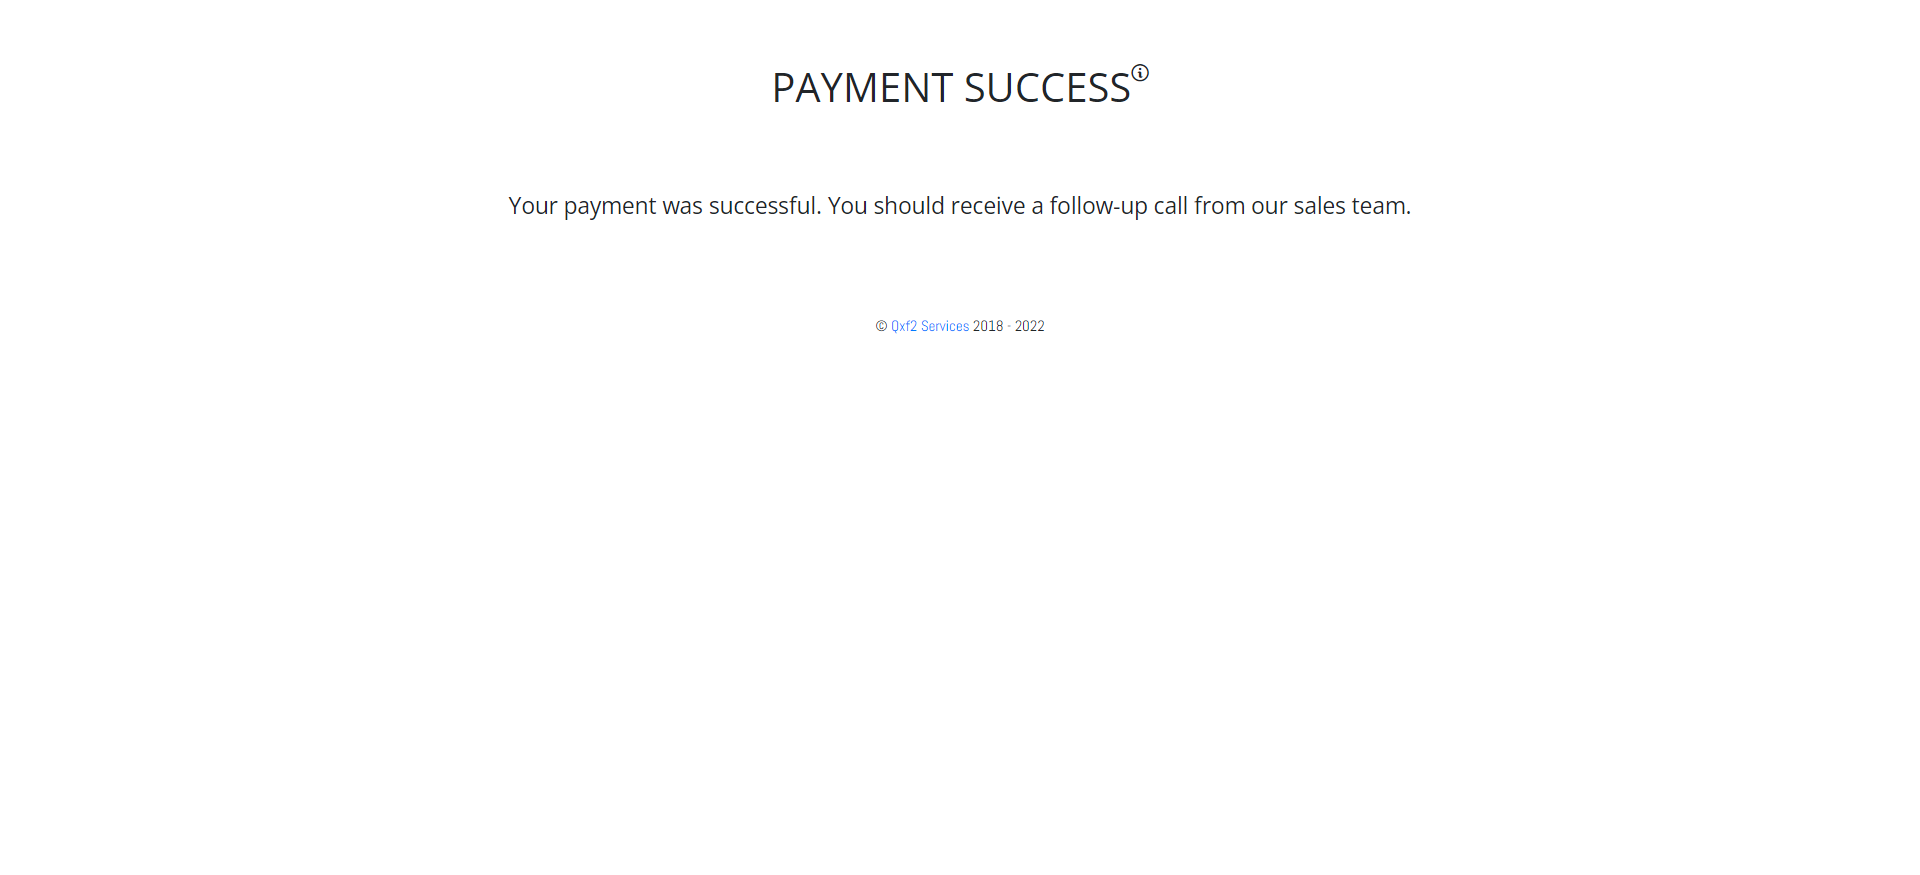 PAYMENT SUCCESS
Your payment was successful. You should receive a follow-up call from our sales team.
© Qxf2 Services 2018 - 2022